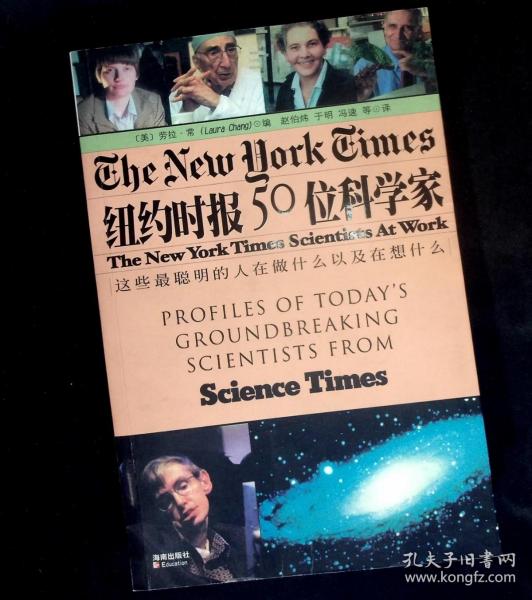 〔美〕劳拉·常 (Laura Chang) ⊙编 赵伯炜 于明 冯速 等⊙译
The New York Times
纽约时报50位科学家
The New York Times Scientists At Work
这些最聪明的人在做什么以及在想什么
PROFILES OF TODAY'S
GROUNDBREAKING
SCIENTISTS FROM
Science Times
海南出版社
Education
孔夫子旧书网
www.kongfz.com